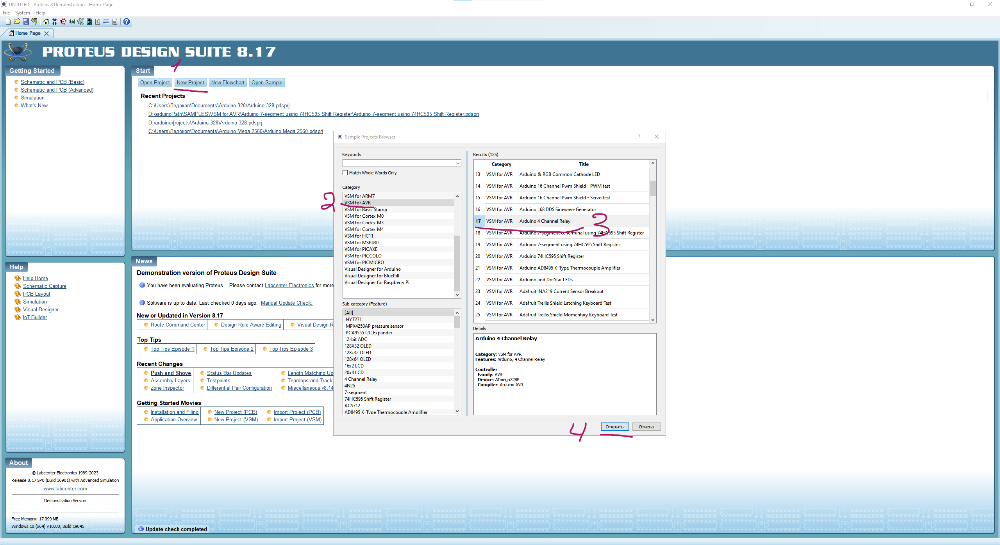 UNTITLED - Proteus 8 Demonstration - Home Page
File System Help
Home Page
PROTEUS DESIGN SUITE 8.17
1
Getting Started
Schematic and PCB (Basic)
Schematic and PCB (Advanced)
Simulation
What's New
Start
Open Project New Project New Flowchart Open Sample
Recent Projects
C:\Users\Ледокол\Documents\Arduino 328\Arduino 328.pdsprj
D:\arduinoPath\SAMPLES\VSM for AVR\Arduino 7-segment using 74HC595 Shift Register\Arduino 7-segment using 74HC595 Shift Register.pdsprj
D:\arduino\[rojects\Arduino 328\Arduino 328.pdsprj
C:\Users\Ледокол\Documents\Arduino Mega 2560\Arduino Mega 2560.pdsprj
Sample Projects Browser
Keywords
Match Whole Words Only
Category
VSM for ARM7
2 VSM for AVR
VSM for Basic Stamp
VSM for Cortex M0
VSM for Cortex M3
VSM for Cortex M4
VSM for HC11
VSM for MSP430
VSM for PICAXE
VSM for PICCOLO
VSM for PICMICRO
Visual Designer for Arduino
Visual Designer for BluePill
Visual Designer for Raspberry Pi
Sub-category (Feature)
[All]
HYT271
MPX4250AP pressure sensor
PCA9555 I2C Expander
12-bit ADC
128X32 OLED
128x32 OLED
128x64 OLED
16x2 LCD
20x4 LCD
4 Channel Relay
4N25
7-segment
74HC595 Shift Register
ACS712
AD8495 K-Type Thermocouple Amplifier
Results (125)
Category Title
13 VSM for AVR Arduino & RGB Common Cathode LED
14 VSM for AVR Arduino 16 Channel Pwm Shield - PWM test
15 VSM for AVR Arduino 16 Channel Pwm Shield - Servo test
16 VSM for AVR Arduino 168 DDS Sinewave Generator
17 VSM for AVR Arduino 4 Channel Relay 3
18 VSM for AVR Arduino 7-segment & Terminal using 74HC595 Shift Register
19 VSM for AVR Arduino 7-segment using 74HC595 Shift Register
20 VSM for AVR Arduino 74HC595 Shift Register
21 VSM for AVR Arduino AD8495 K-Type Thermocouple Amplifier
22 VSM for AVR Arduino and DotStar LEDs
23 VSM for AVR Adafruit INA219 Current Sensor Breakout
24 VSM for AVR Adafruit Trellis Shield Latching Keyboard Test
25 VSM for AVR Adafruit Trellis Shield Momentary Keyboard Test
Details
Arduino 4 Channel Relay
Category: VSM for AVR
Features: Arduino, 4 Channel Relay
Controller
Family: AVR
Device: ATmega328P
Compiler: Arduino AVR
4 Открыть Отмена
Help
Help Home
Schematic Capture
PCB Layout
Simulation
Visual Designer
IoT Builder
News
Demonstration version of Proteus Design Suite
You have been evaluating Proteus . Please contact Labcenter Electronics for more
Software is up to date. Last checked 0 days ago. Manual Update Check.
New or Updated in Version 8.17
Route Command Center Design Rule Aware Editing Visual Design R
Top Tips
Top Tips Episode 1 Top Tips Episode 2 Top Tips Episode 3
Recent Changes
Push and Shove Status Bar Updates Length Matching Up
Assembly Layers Testpoints Teardops and Track
Zone Inspector Differential Pair Configuration Miscellaneous v8.14
Getting Started Movies
Installation and Filing New Project (PCB) Import Project (PCB)
Application Overview New Project (VSM) Import Project (VSM)
About
© Labcenter Electronics 1989-2023
Release 8.17 SP0 (Build 36901) with Advanced Simulation
www.labcenter.com
Demonstration Version
Free Memory: 17 099 MB
Windows 10 (x64) v10.00, Build 19045
Update check completed